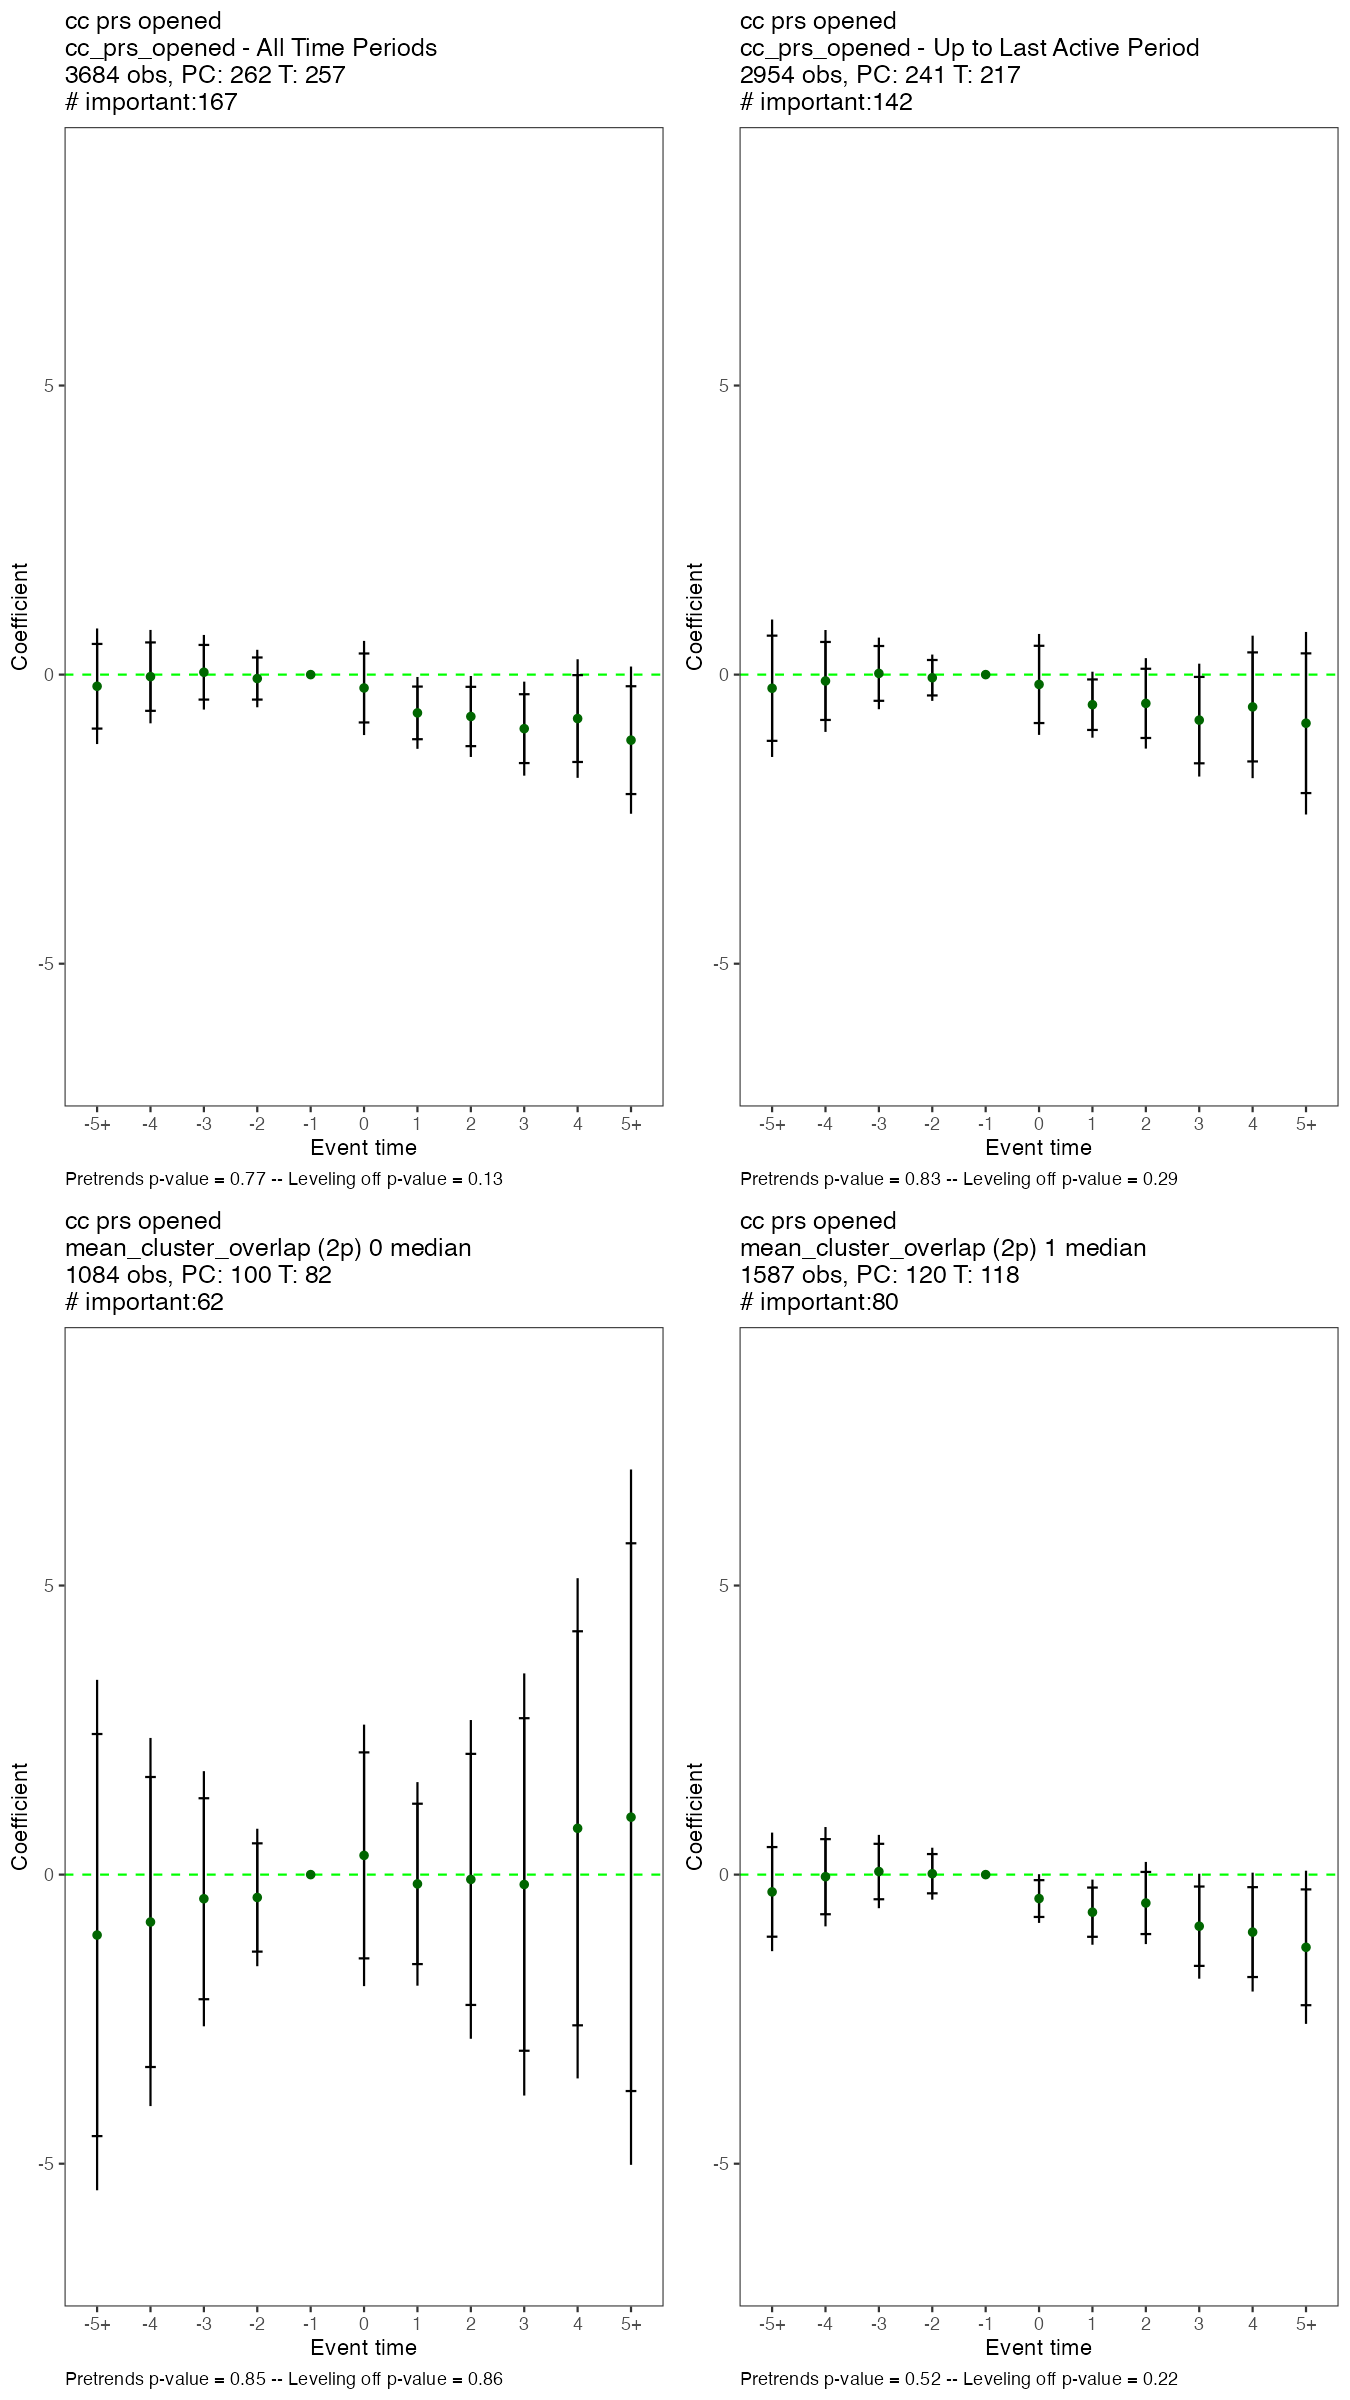 cc prs opened
cc_prs_opened - All Time Periods
3684 obs, PC: 262 T: 257
# important:167
Coefficient
5
0
-5
-5+ -4 -3 -2 -1 0 1 2 3 4 5+
Event time
Pretrends p-value = 0.77 -- Leveling off p-value = 0.13
cc prs opened
cc_prs_opened - Up to Last Active Period
2954 obs, PC: 241 T: 217
# important:142
Coefficient
5
0
-5
-5+ -4 -3 -2 -1 0 1 2 3 4 5+
Event time
Pretrends p-value = 0.83 -- Leveling off p-value = 0.29
cc prs opened
mean_cluster_overlap (2p) 0 median
1084 obs, PC: 100 T: 82
# important:62
Coefficient
5
0
-5
-5+ -4 -3 -2 -1 0 1 2 3 4 5+
Event time
Pretrends p-value = 0.85 -- Leveling off p-value = 0.86
cc prs opened
mean_cluster_overlap (2p) 1 median
1587 obs, PC: 120 T: 118
# important:80
Coefficient
5
0
-5
-5+ -4 -3 -2 -1 0 1 2 3 4 5+
Event time
Pretrends p-value = 0.52 -- Leveling off p-value = 0.22